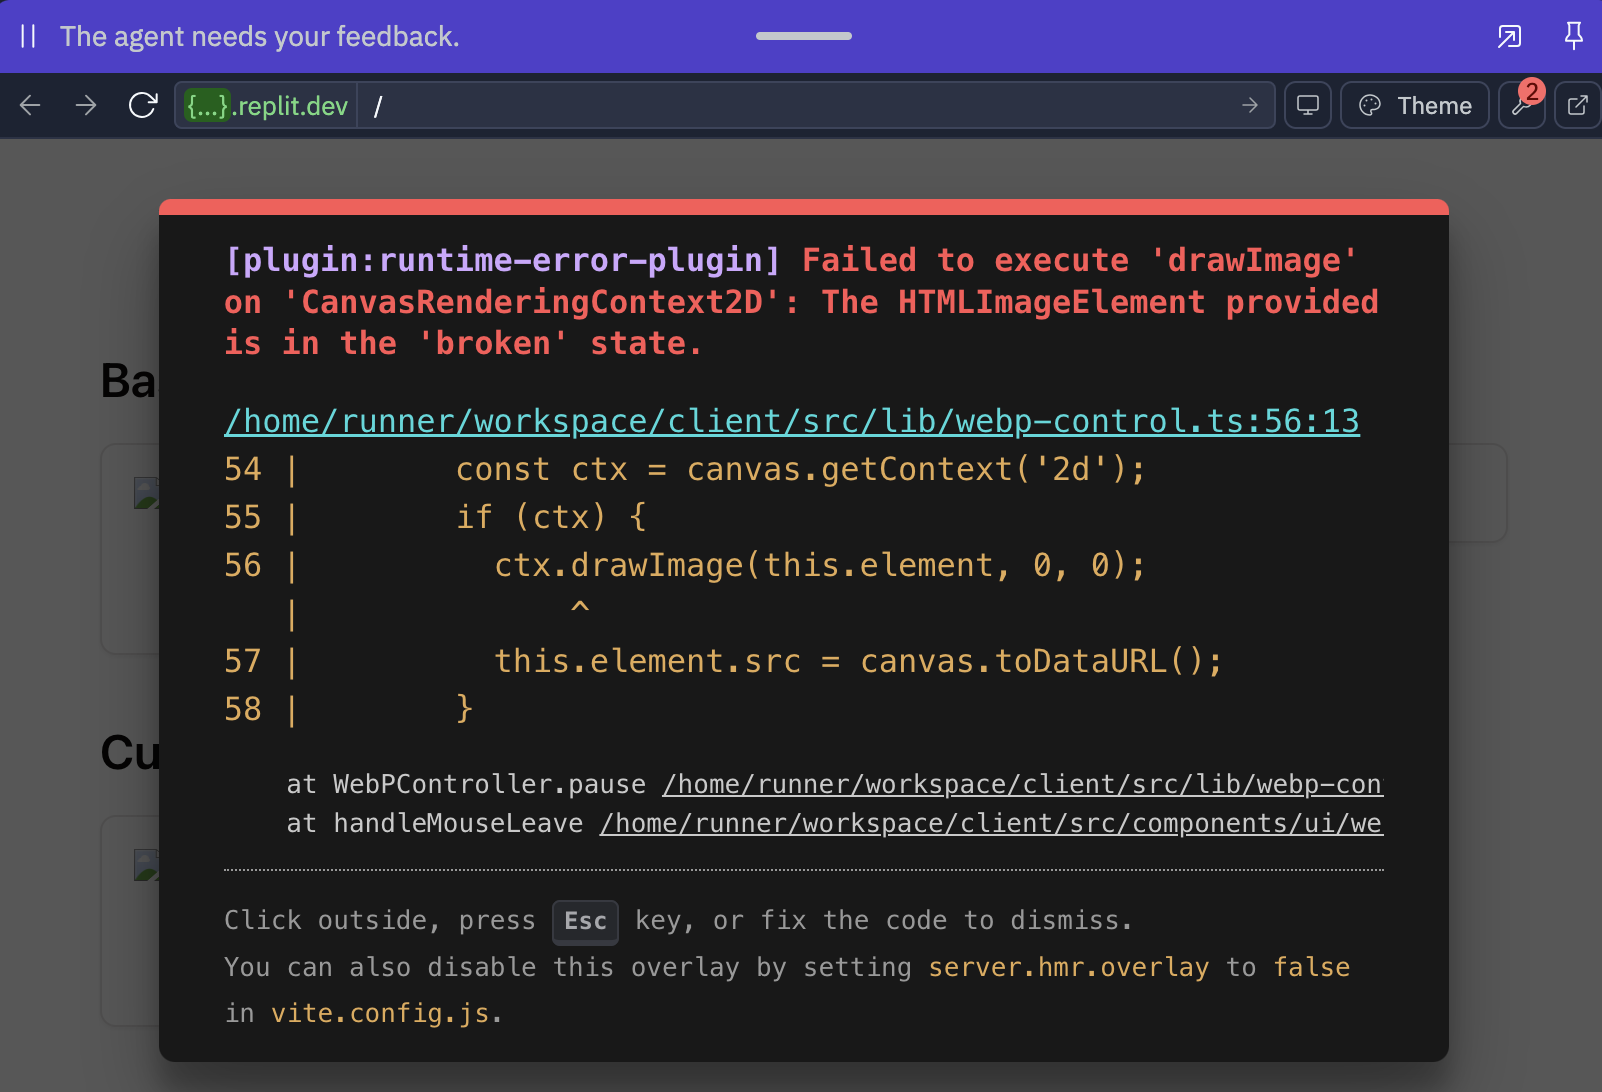 The agent needs your feedback.
{...}.replit.dev /
Theme
2
[plugin:runtime-error-plugin] Failed to execute 'drawImage'
on 'CanvasRenderingContext2D': The HTMLImageElement provided
is in the 'broken' state.
/home/runner/workspace/client/src/lib/webp-control.ts:56:13
54 |        const ctx = canvas.getContext('2d');
55 |        if (ctx) {
56 |          ctx.drawImage(this.element, 0, 0);
   |              ^
57 |          this.element.src = canvas.toDataURL();
58 |        }
at WebPController.pause /home/runner/workspace/client/src/lib/webp-con
at handleMouseLeave /home/runner/workspace/client/src/components/ui/we
Click outside, press Esc key, or fix the code to dismiss.
You can also disable this overlay by setting server.hmr.overlay to false
in vite.config.js.
Ba
Cu